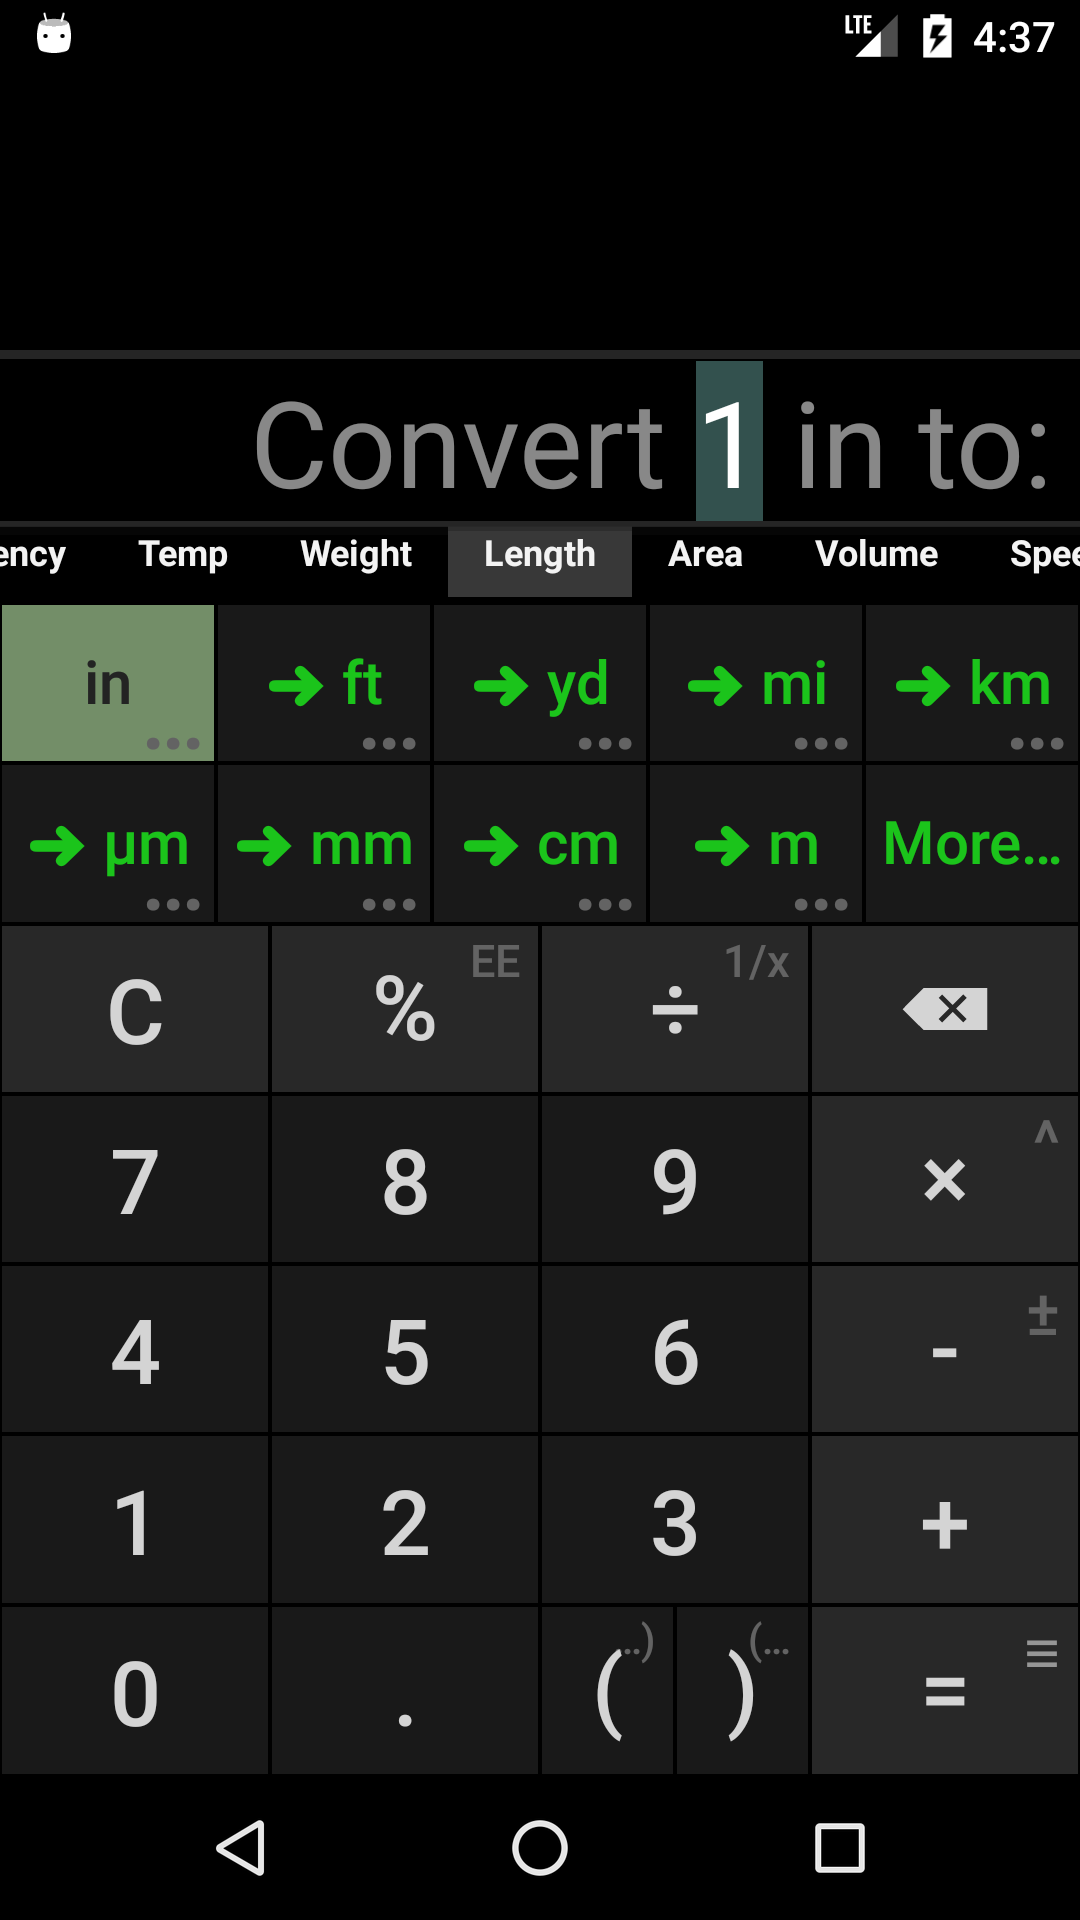 LTE 4:37
Convert 1 in to:
ency Temp Weight Length Area Volume Spee
in → ft → yd → mi → km
→ µm → mm → cm → m More...
C % EE ÷ 1/x
7 8 9 × ^
4 5 6 - ±
1 2 3 +
0 . ( ..) ) (... =